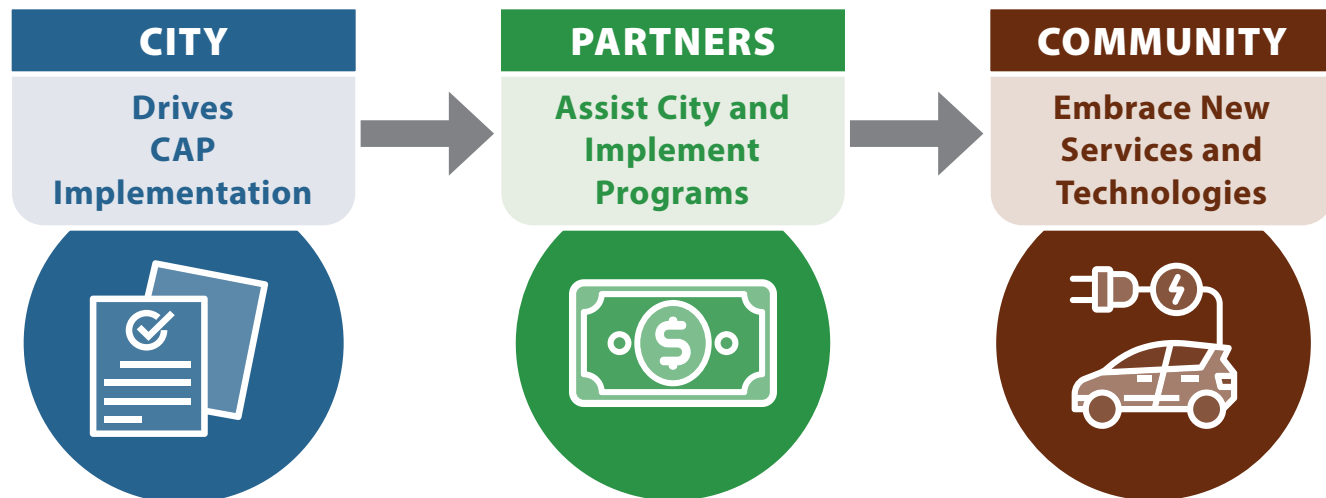 CITY
Drives
CAP
Implementation
PARTNERS
Assist City and
Implement
Programs
$
COMMUNITY
Embrace New
Services and
Technologies